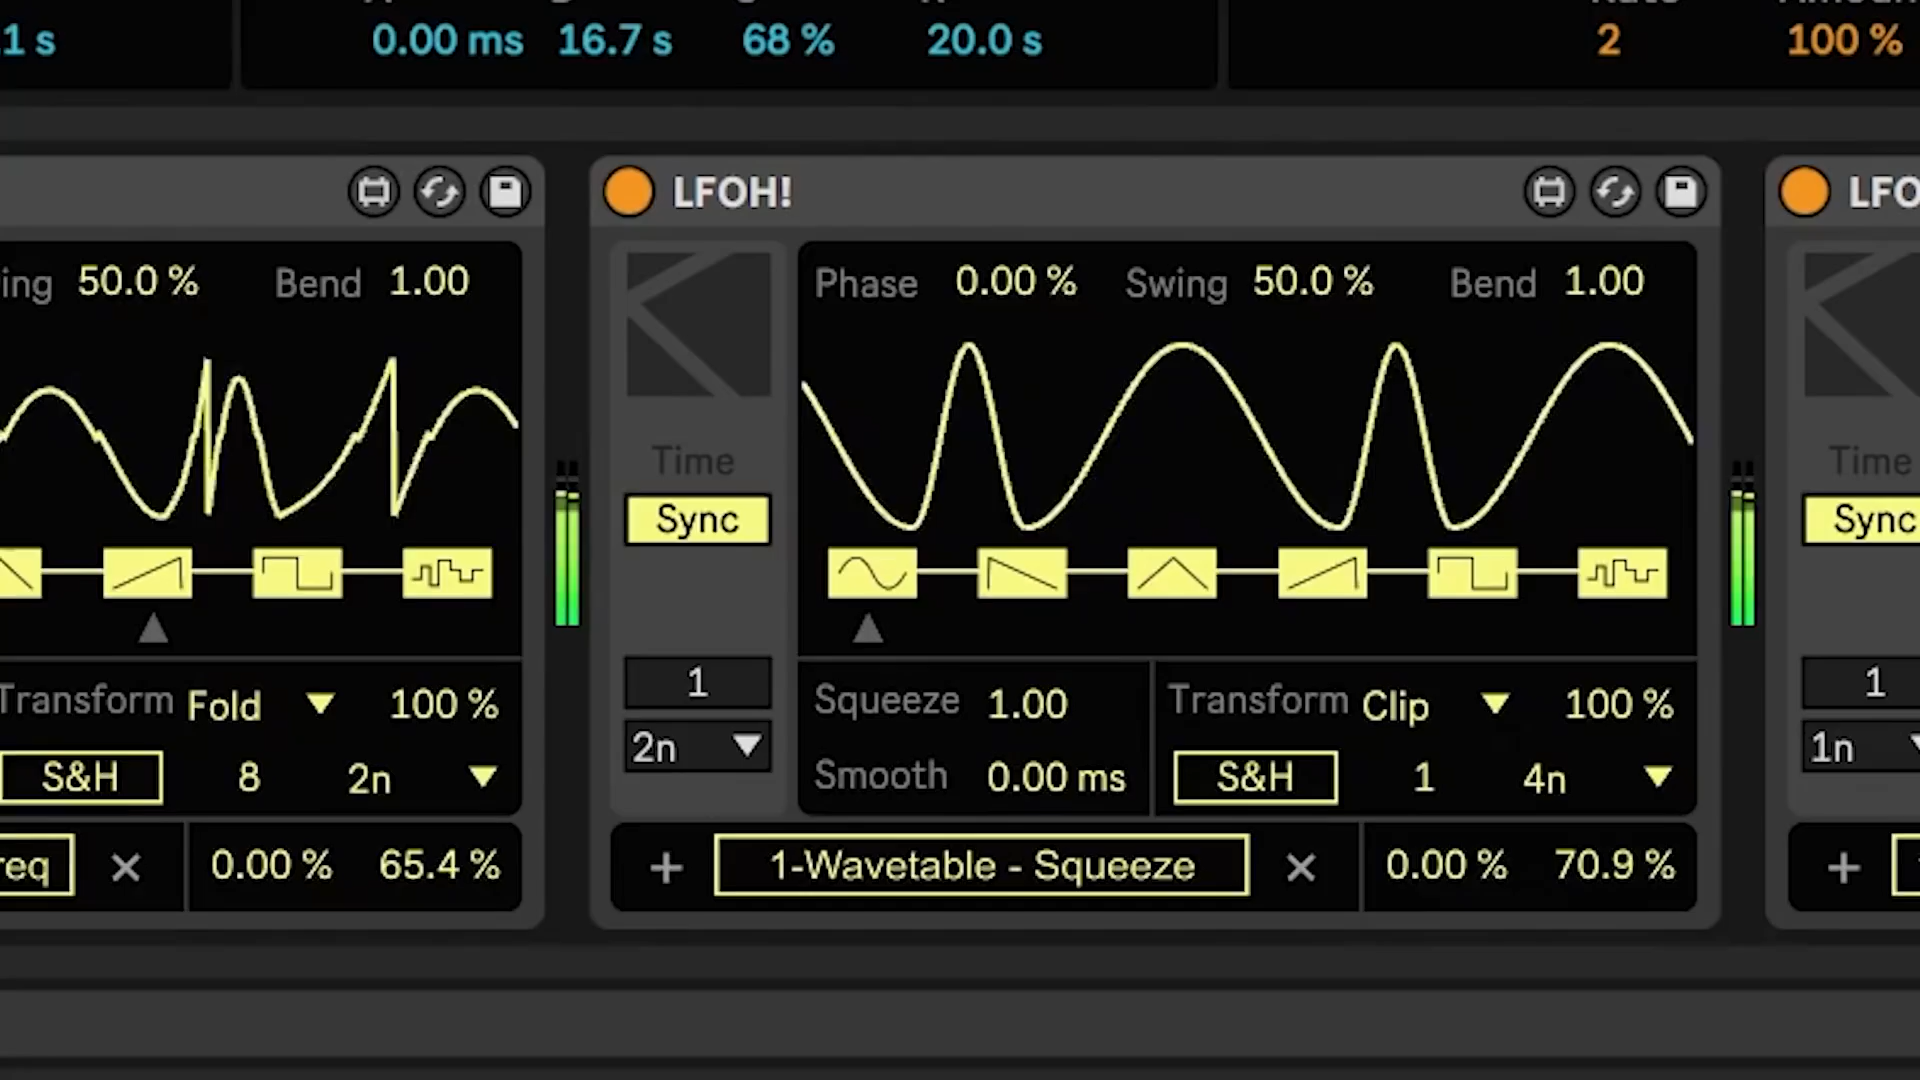 .1 s 0.00 ms 16.7 s 68 % 20.0 s 2 100 %
LFOH! LFO
ing 50.0 % Bend 1.00 Phase 0.00 % Swing 50.0 % Bend 1.00
Time Time
Sync Sync
1 1
Transform Fold 100 % Squeeze 1.00 Transform Clip 100 %
2n 1n
S&H 8 2n Smooth 0.00 ms S&H 1 4n
req × 0.00 % 65.4 % + 1-Wavetable - Squeeze × 0.00 % 70.9 % +